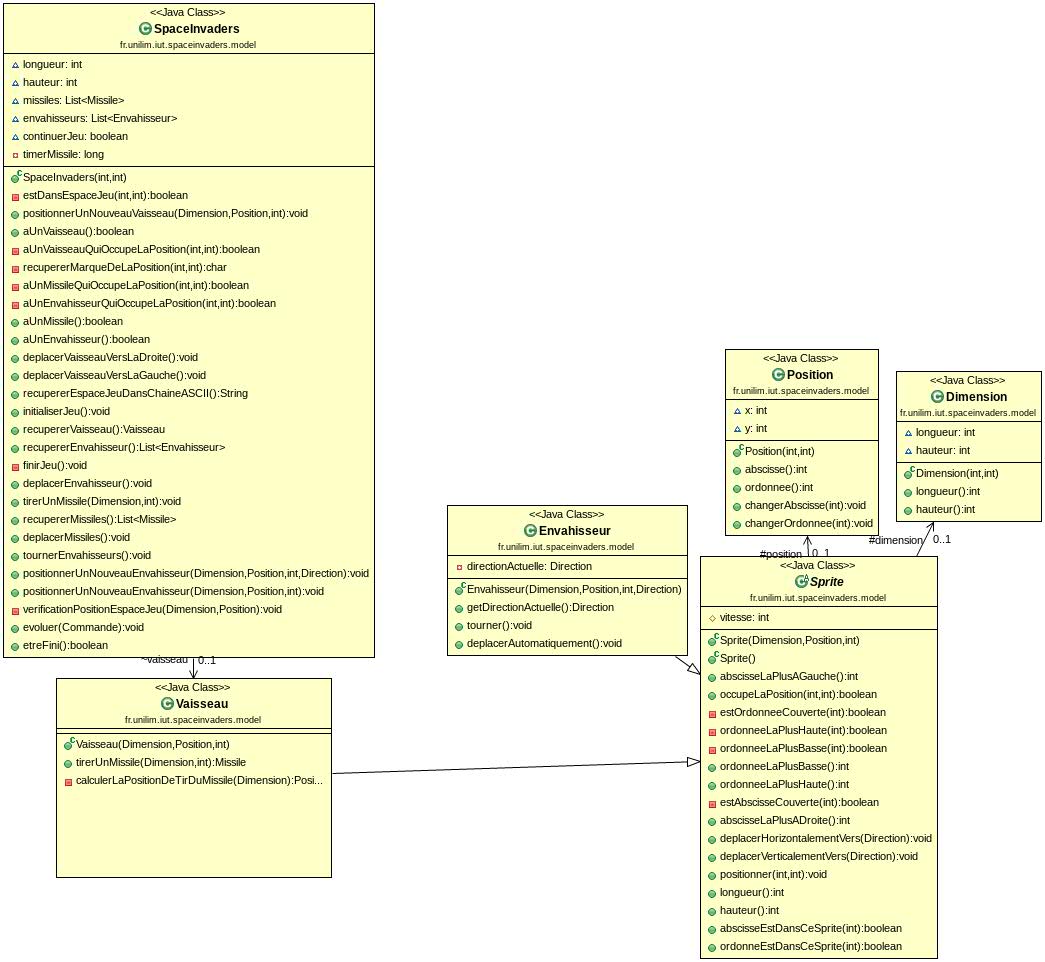 <<Java Class>>
SpaceInvaders
fr.unilim.iut.spaceinvaders.model
longueur: int
hauteur: int
missiles: List<Missile>
envahisseurs: List<Envahisseur>
continuerJeu: boolean
timerMissile: long
SpaceInvaders(int,int)
estDansEspaceJeu(int,int):boolean
positionnerUnNouveauVaisseau(Dimension,Position,int):void
aUnVaisseau():boolean
aUnVaisseauQuiOccupeLaPosition(int,int):boolean
recupererMarqueDeLaPosition(int,int):char
aUnMissileQuiOccupeLaPosition(int,int):boolean
aUnEnvahisseurQuiOccupeLaPosition(int,int):boolean
aUnMissile():boolean
aUnEnvahisseur():boolean
deplacerVaisseauVersLaDroite():void
deplacerVaisseauVersLaGauche():void
recupererEspaceJeuDansChaineASCII():String
initialiserJeu():void
recupererVaisseau():Vaisseau
recupererEnvahisseur():List<Envahisseur>
finirJeu():void
deplacerEnvahisseur():void
tirerUnMissile(Dimension,int):void
recupererMissiles():List<Missile>
deplacerMissiles():void
tournerEnvahisseurs():void
positionnerUnNouveauEnvahisseur(Dimension,Position,int,Direction):void
positionnerUnNouveauEnvahisseur(Dimension,Position,int):void
verificationPositionEspaceJeu(Dimension,Position):void
evoluer(Commande):void
etreFini():boolean
~vaisseau 0..1
<<Java Class>>
Vaisseau
fr.unilim.iut.spaceinvaders.model
Vaisseau(Dimension,Position,int)
tirerUnMissile(Dimension,int):Missile
calculerLaPositionDeTirDuMissile(Dimension):Posi...
<<Java Class>>
Envahisseur
fr.unilim.iut.spaceinvaders.model
directionActuelle: Direction
Envahisseur(Dimension,Position,int,Direction)
getDirectionActuelle():Direction
tourner():void
deplacerAutomatiquement():void
<<Java Class>>
Position
fr.unilim.iut.spaceinvaders.model
x: int
y: int
Position(int,int)
abscisse():int
ordonnee():int
changerAbscisse(int):void
changerOrdonnee(int):void
<<Java Class>>
Dimension
fr.unilim.iut.spaceinvaders.model
longueur: int
hauteur: int
Dimension(int,int)
longueur():int
hauteur():int
#dimension 0..1
#position 0..1
<<Java Class>>
Sprite
fr.unilim.iut.spaceinvaders.model
vitesse: int
Sprite(Dimension,Position,int)
Sprite()
abscisseLaPlusAGauche():int
occupeLaPosition(int,int):boolean
estOrdonneeCouverte(int):boolean
ordonneeLaPlusHaute(int):boolean
ordonneeLaPlusBasse(int):boolean
ordonneeLaPlusBasse():int
ordonneeLaPlusHaute():int
estAbscisseCouverte(int):boolean
abscisseLaPlusADroite():int
deplacerHorizontalementVers(Direction):void
deplacerVerticalementVers(Direction):void
positionner(int,int):void
longueur():int
hauteur():int
abscisseEstDansCeSprite(int):boolean
ordonneEstDansCeSprite(int):boolean